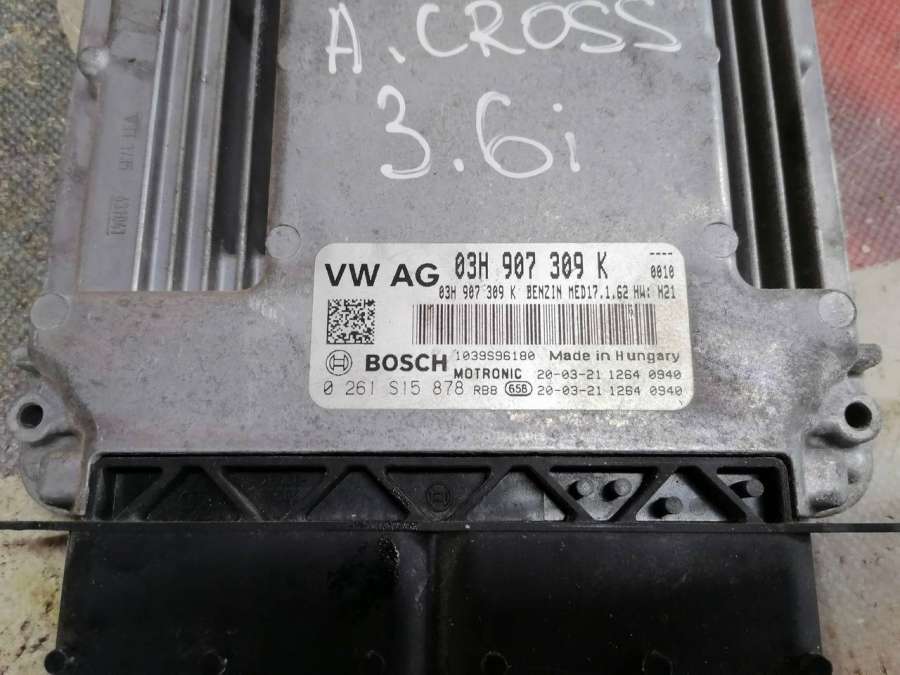 A. CROSS
3.6i
VW AG 03H 907 309 K
----
0010
03H 907 309 K BENZIN MED17.1.62 HW: H21
BOSCH
1039S96180 Made in Hungary
MOTRONIC 20-03-21 1264 0940
0 261 S15 878 RBB 658 20-03-21 1264 0940